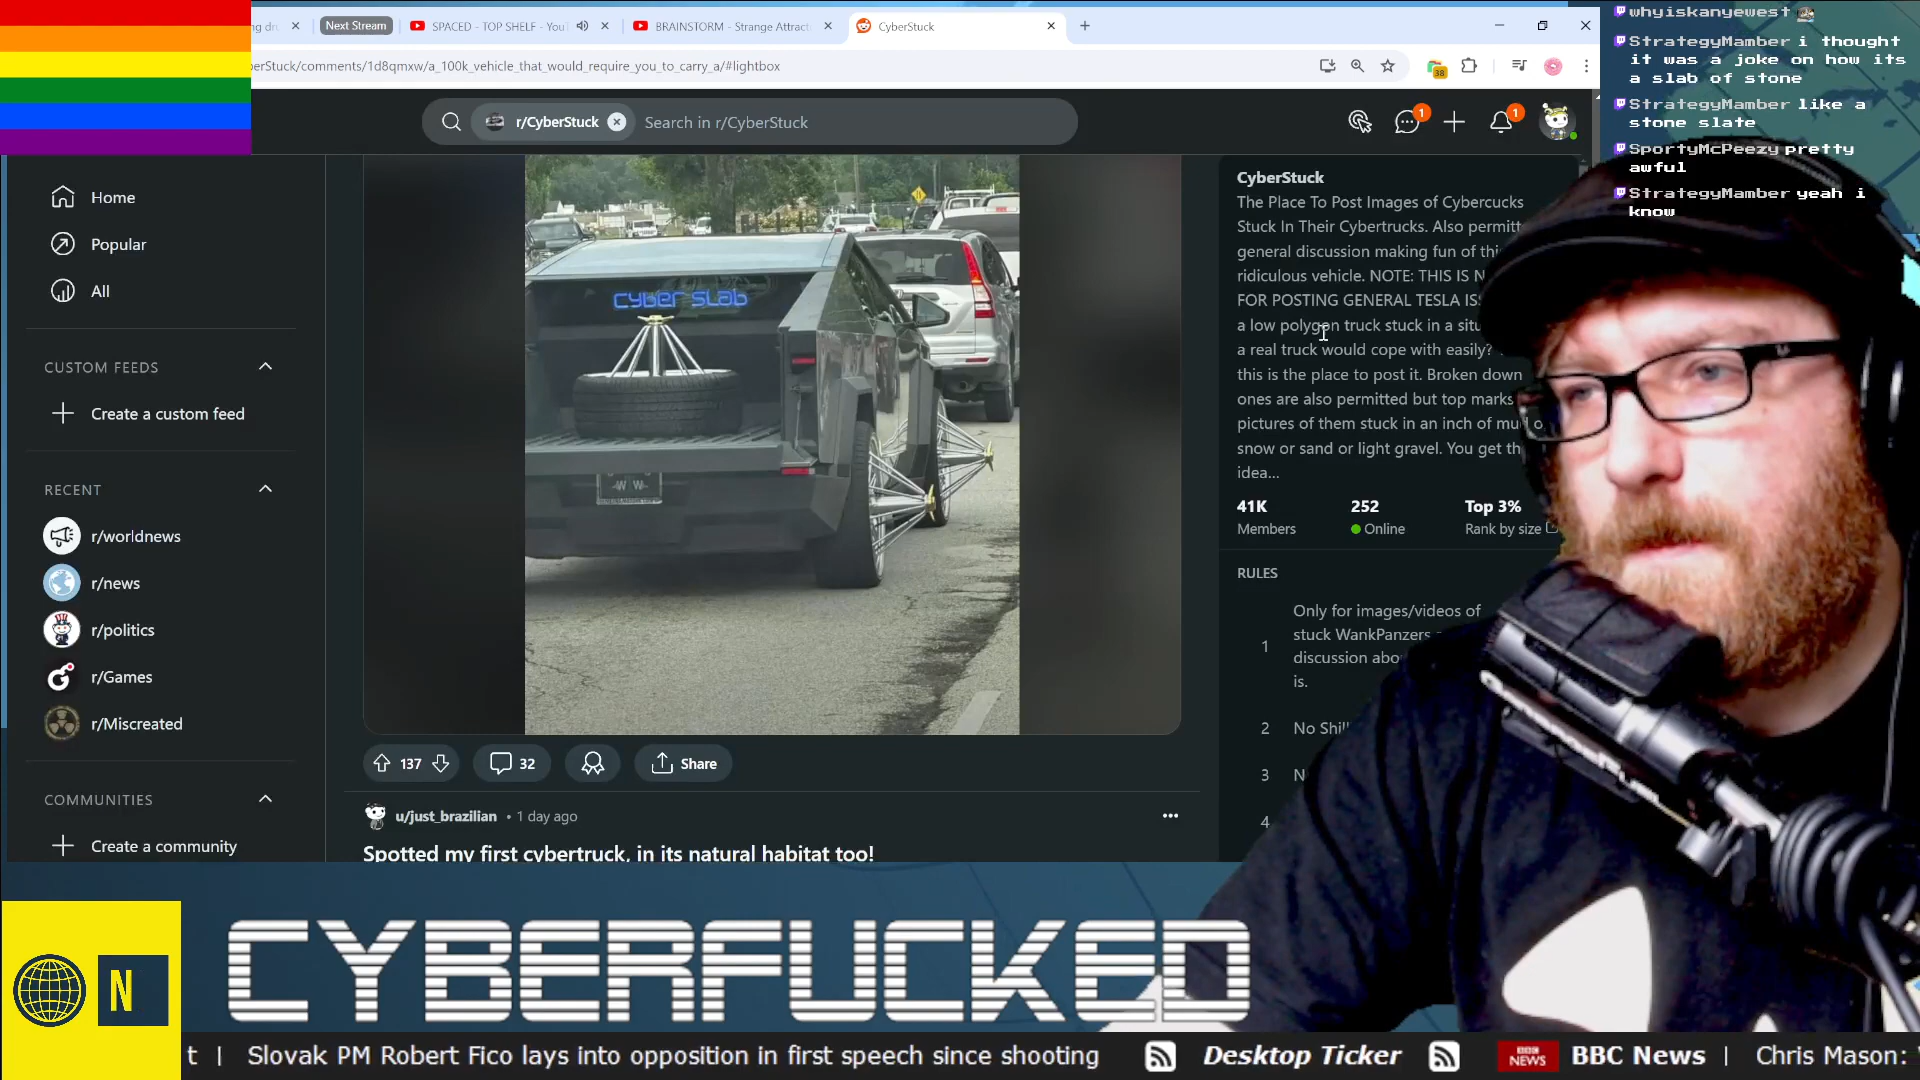 Next Stream
SPACED - TOP SHELF - You
BRAINSTORM - Strange Attract
CyberStuck
erStuck/comments/1d8qmxw/a_100k_vehicle_that_would_require_you_to_carry_a/#lightbox
38
r/CyberStuck
Search in r/CyberStuck
1
1
whyiskanyewest
StrategyMamber i thought
it was a joke on how its
a slab of stone
StrategyMamber like a
stone slate
SportyMcPeezy pretty
awful
StrategyMamber yeah i
know
Home
Popular
All
CUSTOM FEEDS
Create a custom feed
RECENT
r/worldnews
r/news
r/politics
r/Games
r/Miscreated
COMMUNITIES
Create a community
cyber slab
137
32
Share
u/just_brazilian • 1 day ago
Spotted my first cybertruck, in its natural habitat too!
CyberStuck
The Place To Post Images of Cybercucks
Stuck In Their Cybertrucks. Also permitt
general discussion making fun of thi
ridiculous vehicle. NOTE: THIS IS N
FOR POSTING GENERAL TESLA IS
a low polygon truck stuck in a situ
a real truck would cope with easily?
this is the place to post it. Broken down
ones are also permitted but top marks
pictures of them stuck in an inch of mud o
snow or sand or light gravel. You get th
idea...
41K
Members
252
Online
Top 3%
Rank by size
RULES
1
Only for images/videos of
stuck WankPanzers
discussion abou
is.
2
No Shil
3
N
4
N
CYBERFUCKED
t | Slovak PM Robert Fico lays into opposition in first speech since shooting
Desktop Ticker
BBC NEWS
BBC News | Chris Mason: